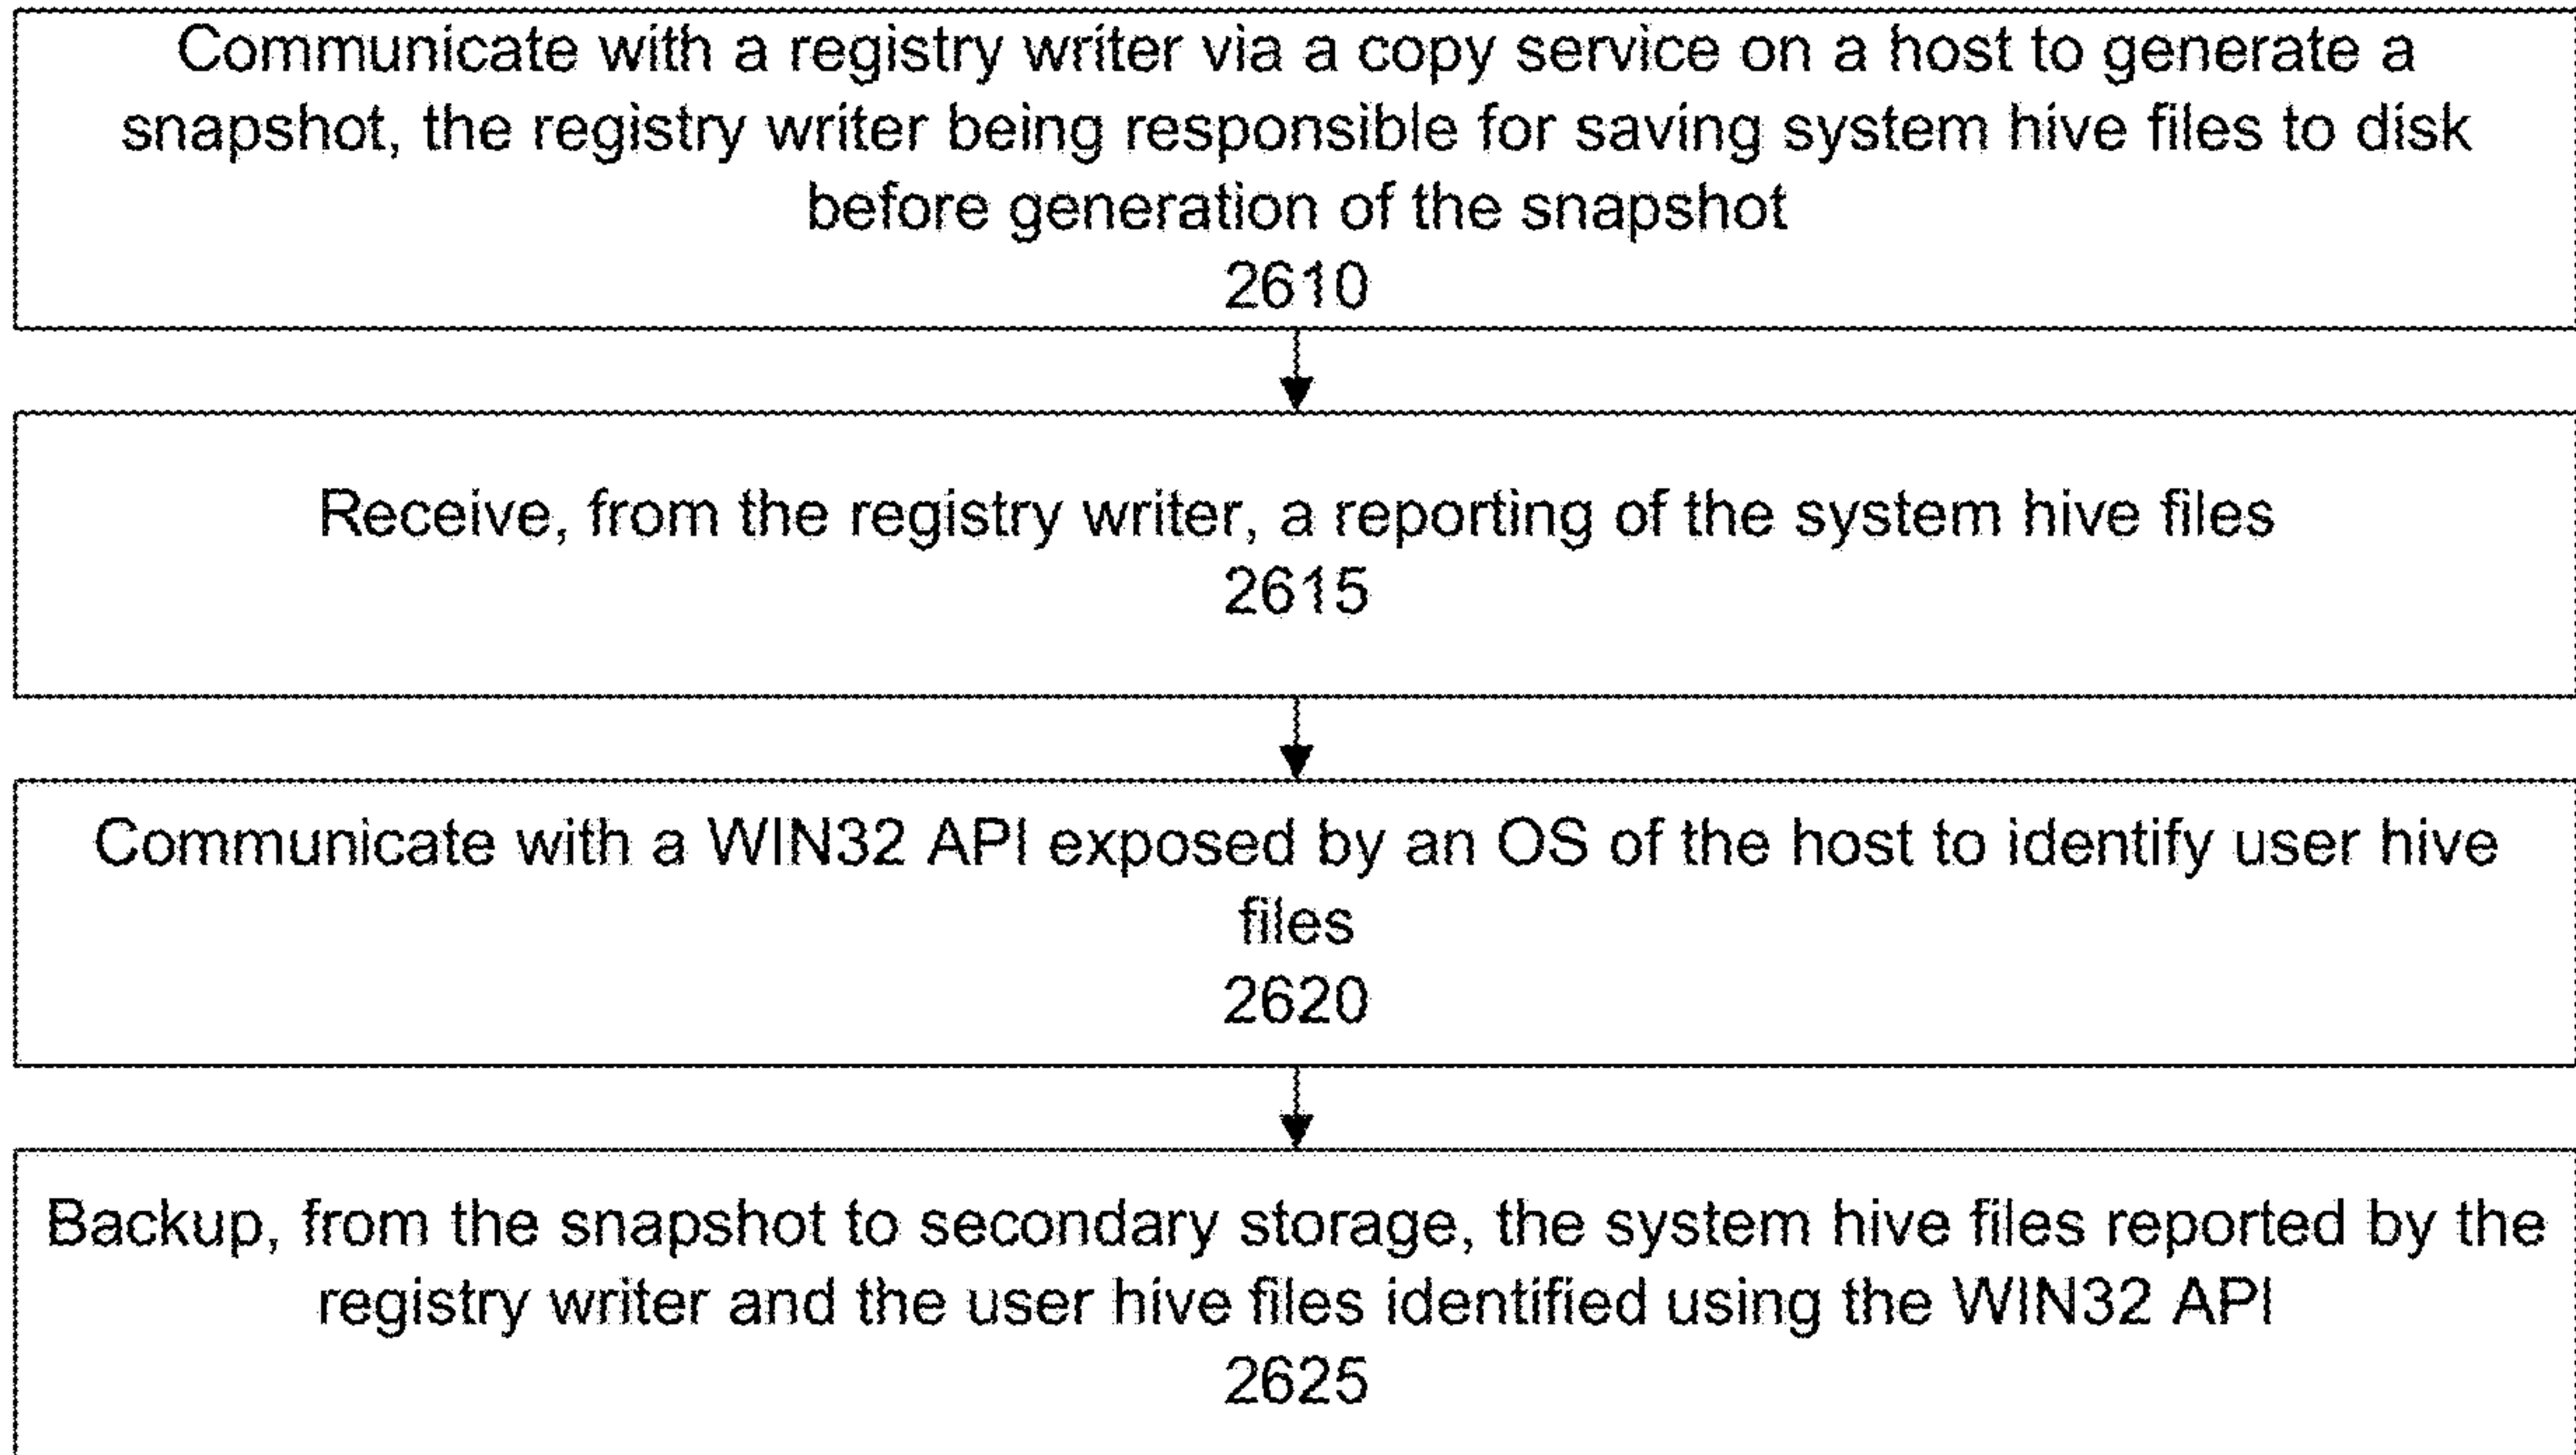 Communicate with a registry writer via a copy service on a host to generate a
snapshot, the registry writer being responsible for saving system hive files to disk
before generation of the snapshot
2610
Receive, from the registry writer, a reporting of the system hive files
2615
Communicate with a WIN32 API exposed by an OS of the host to identify user hive
files
2620
Backup, from the snapshot to secondary storage, the system hive files reported by the
registry writer and the user hive files identified using the WIN32 API
2625